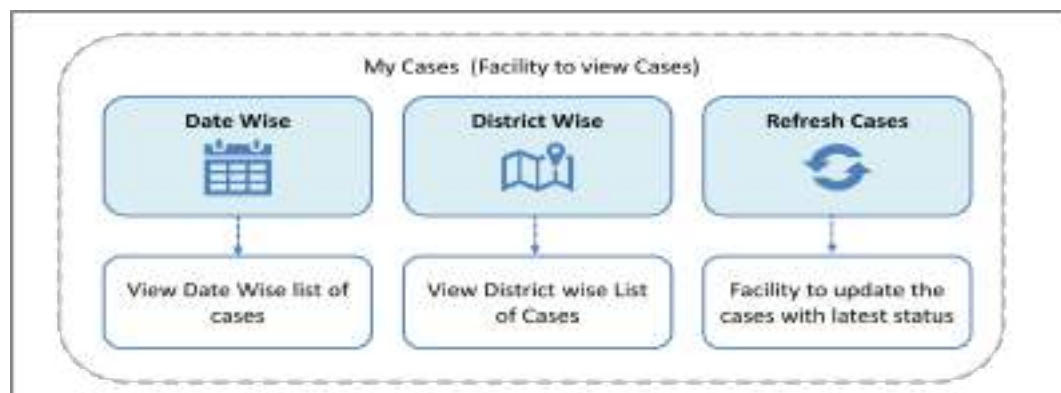 My Cases (Facility to view Cases)
Date Wise
District Wise
Refresh Cases
View Date Wise list of
cases
View District wise List
of Cases
Facility to update the
cases with latest status